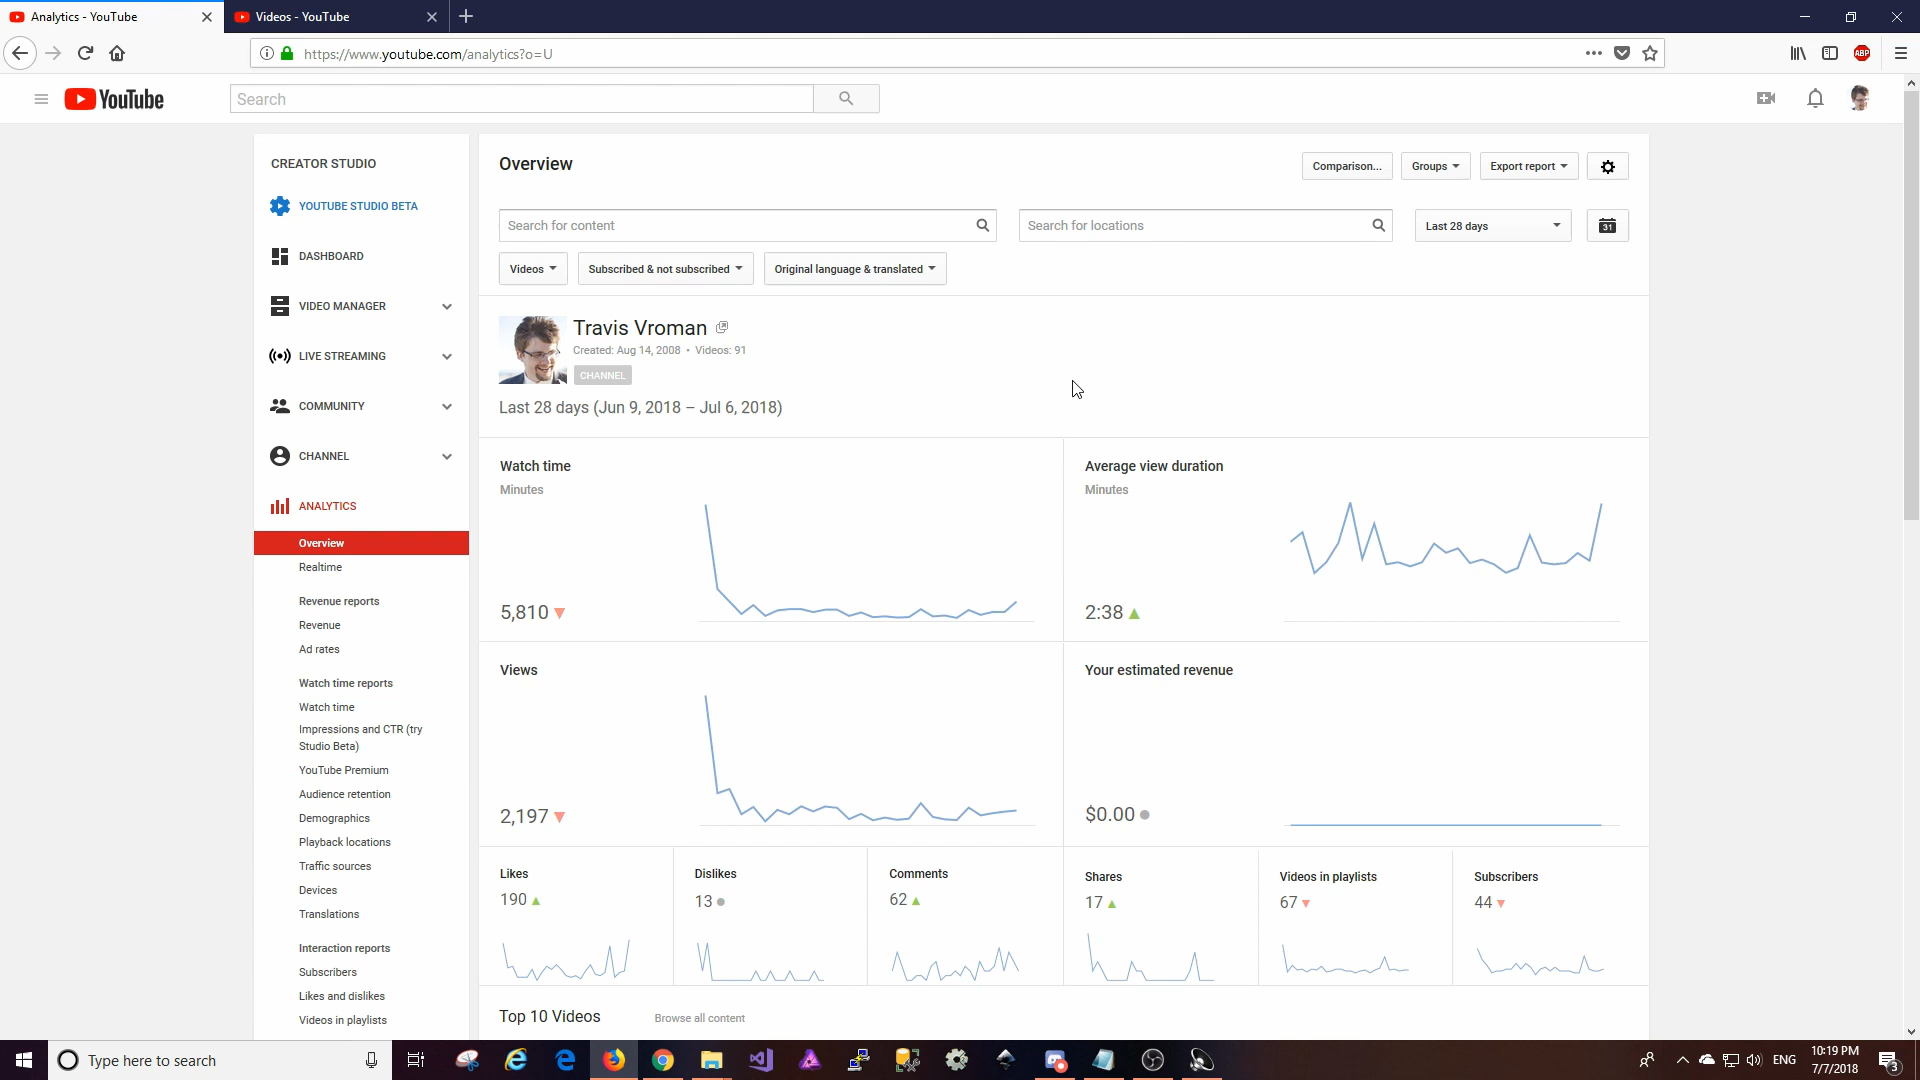 Analytics - YouTube
Videos - YouTube
https://www.youtube.com/analytics?o=U
ABP
YouTube
Search
CREATOR STUDIO
YOUTUBE STUDIO BETA
DASHBOARD
VIDEO MANAGER
LIVE STREAMING
COMMUNITY
CHANNEL
ANALYTICS
Overview
Realtime
Revenue reports
Revenue
Ad rates
Watch time reports
Watch time
Impressions and CTR (try
Studio Beta)
YouTube Premium
Audience retention
Demographics
Playback locations
Traffic sources
Devices
Translations
Interaction reports
Subscribers
Likes and dislikes
Videos in playlists
Overview
Comparison...
Groups
Export report
Search for content
Search for locations
Last 28 days
31
Videos
Subscribed & not subscribed
Original language & translated
Travis Vroman
Created: Aug 14, 2008 • Videos: 91
CHANNEL
Last 28 days (Jun 9, 2018 – Jul 6, 2018)
Watch time
Minutes
5,810
Average view duration
Minutes
2:38
Views
2,197
Your estimated revenue
$0.00
Likes
190
Dislikes
13
Comments
62
Shares
17
Videos in playlists
67
Subscribers
44
Top 10 Videos
Browse all content
Type here to search
ENG
10:19 PM
7/7/2018
3